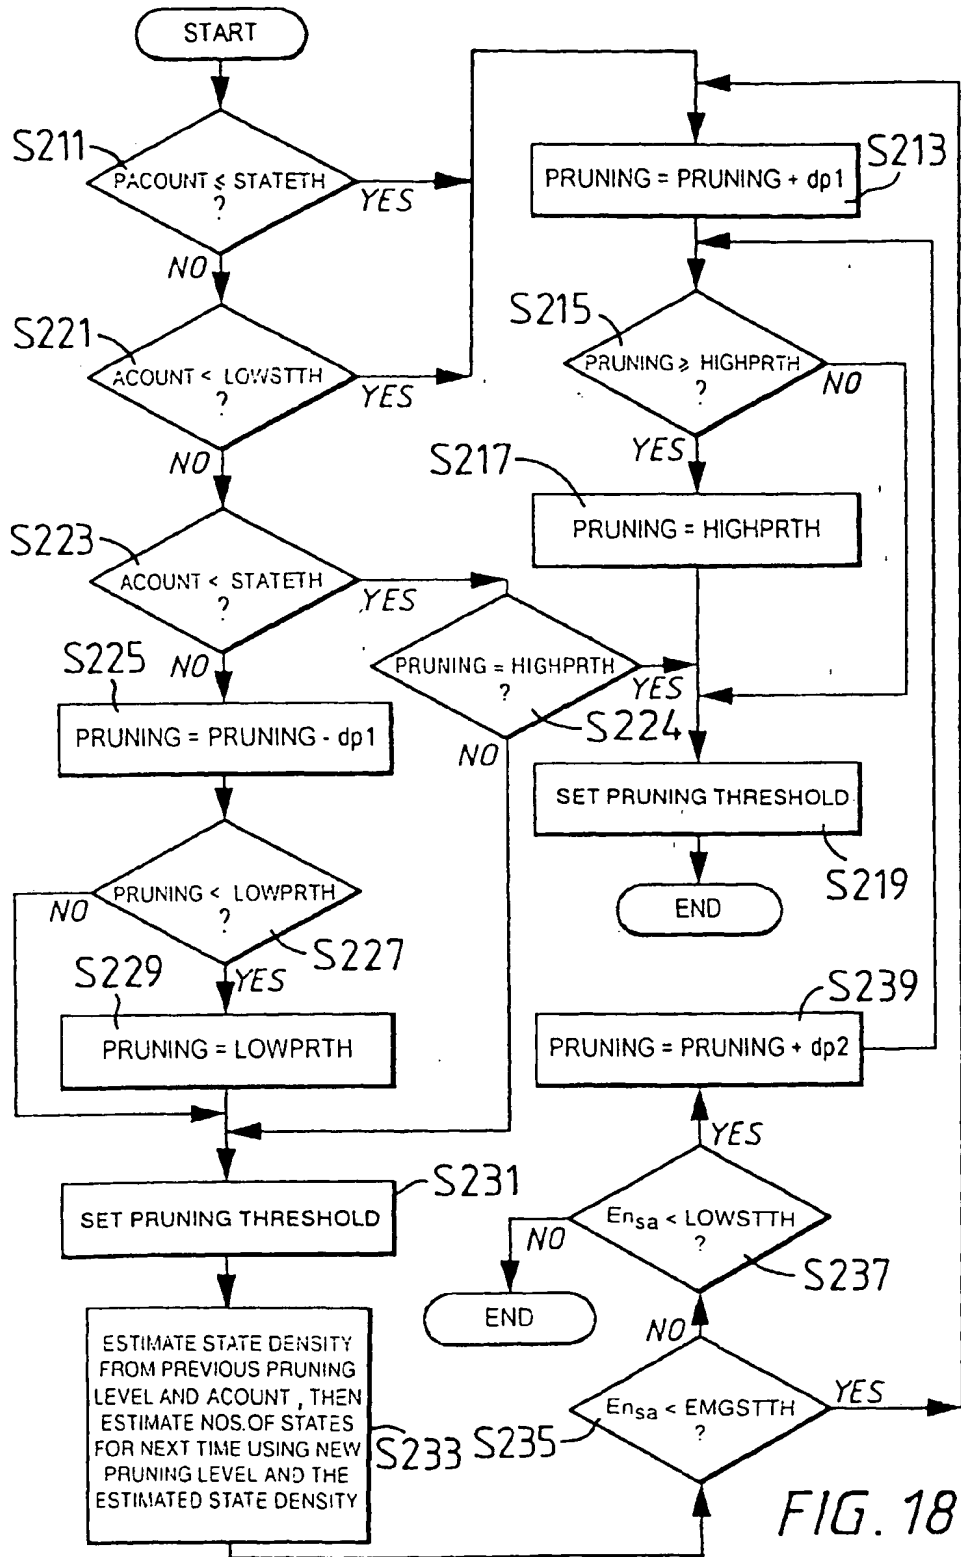 START
S211
PACOUNT ⩽ STATETH
?
YES
NO
S221
ACOUNT < LOWSTTH
?
YES
NO
S223
ACOUNT < STATETH
?
YES
NO
S225
PRUNING = PRUNING - dp1
PRUNING < LOWPRTH
?
NO
S227
YES
S229
PRUNING = LOWPRTH
S231
SET PRUNING THRESHOLD
ESTIMATE STATE DENSITY
FROM PREVIOUS PRUNING
LEVEL AND ACOUNT , THEN
ESTIMATE NOS. OF STATES
FOR NEXT TIME USING NEW
PRUNING LEVEL AND THE
ESTIMATED STATE DENSITY
S233
S213
PRUNING = PRUNING + dp1
S215
PRUNING ⩾ HIGHPRTH
?
NO
YES
S217
PRUNING = HIGHPRTH
PRUNING = HIGHPRTH
?
YES
S224
NO
SET PRUNING THRESHOLD
S219
END
S239
PRUNING = PRUNING + dp2
YES
Ensa < LOWSTTH
?
NO
S237
END
NO
Ensa < EMGSTTH
?
YES
S235
FIG. 18